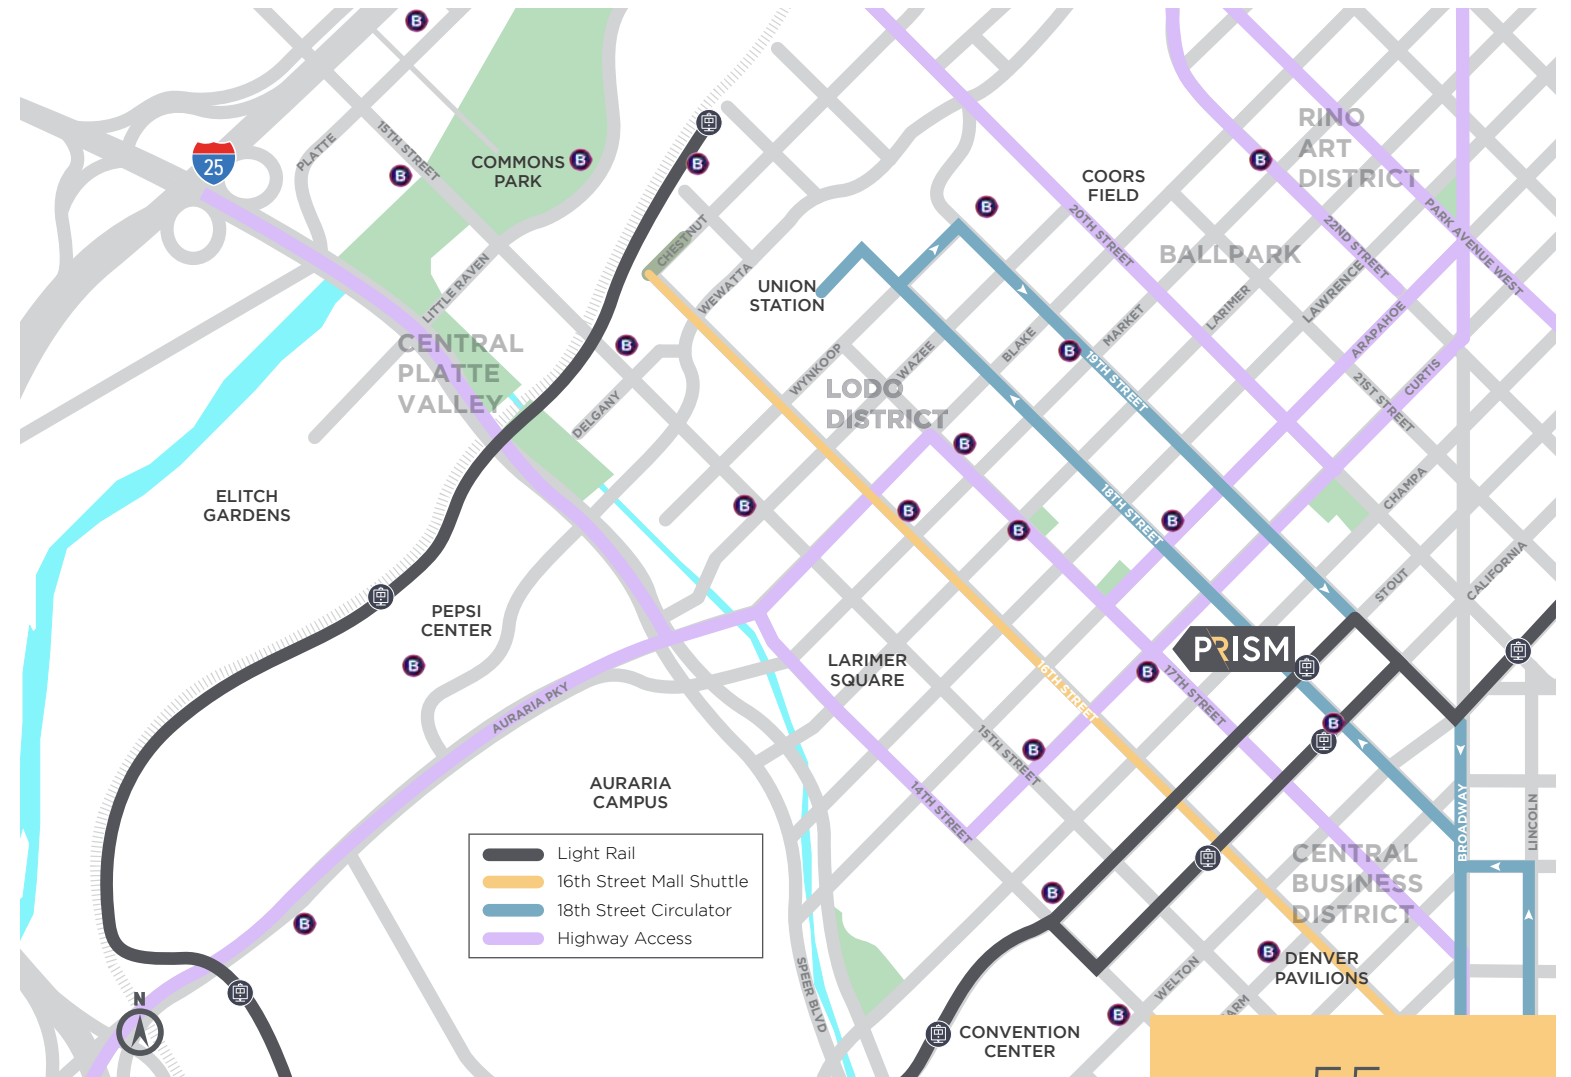 B
25
PLATTE
15TH STREET
B
COMMONS
PARK
B
B
COORS
FIELD
B
RINO
ART
DISTRICT
B
20TH STREET
22ND STREET
PARK AVENUE WEST
BALLPARK
CHESTNUT
WEWATTA
LITTLE RAVEN
UNION
STATION
MARKET
LARIMER
LAWRENCE
ARAPAHOE
CURTIS
21ST STREET
CENTRAL
PLATTE
VALLEY
B
DELGANY
WYNKOOP
WAZEE
BLAKE
B
19TH STREET
LODO
DISTRICT
B
ELITCH
GARDENS
B
B
B
18TH STREET
B
CHAMPA
STOUT
CALIFORNIA
PEPSI
CENTER
B
LARIMER
SQUARE
16TH STREET
B
PRISM
17TH STREET
AURARIA PKY
15TH STREET
B
B
14TH STREET
AURARIA
CAMPUS
BROADWAY
LINCOLN
Light Rail
16th Street Mall Shuttle
18th Street Circulator
Highway Access
CENTRAL
BUSINESS
DISTRICT
B
B
SPEER BLVD
WELTON
B
DENVER
PAVILIONS
N
B
CONVENTION
CENTER
55